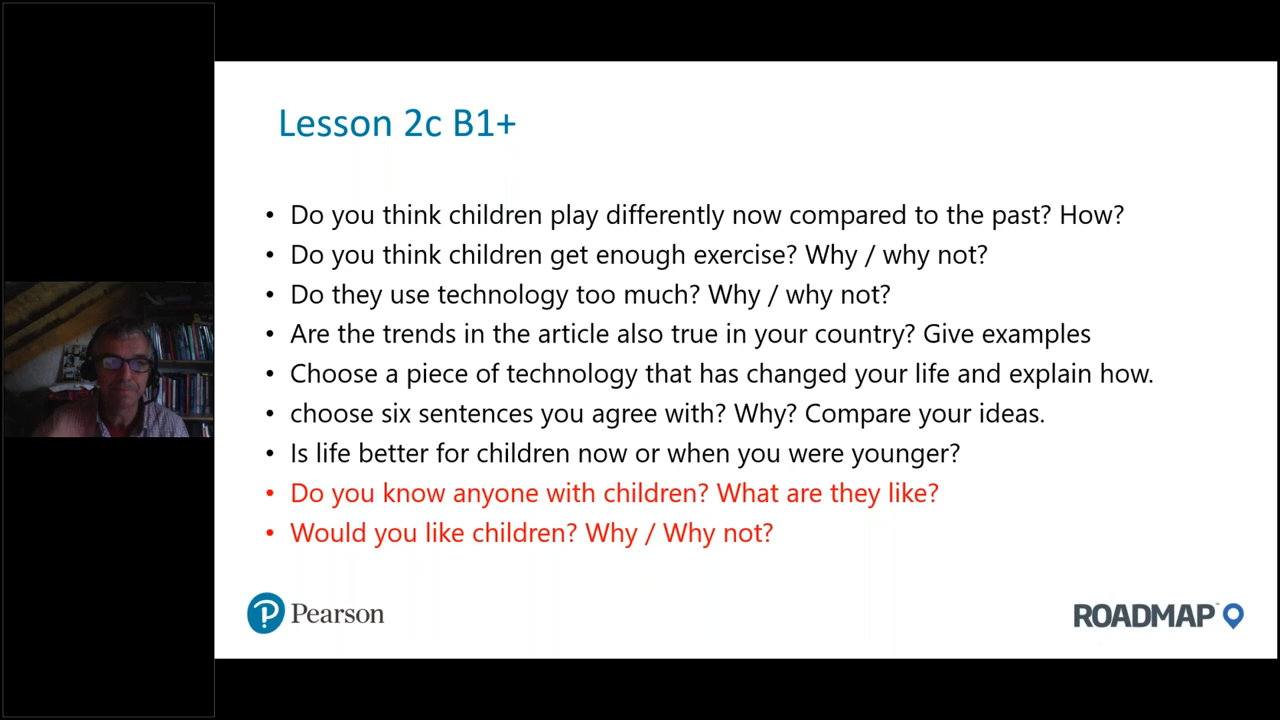 Lesson 2c B1+
• Do you think children play differently now compared to the past? How?
• Do you think children get enough exercise? Why / why not?
• Do they use technology too much? Why / why not?
• Are the trends in the article also true in your country? Give examples
• Choose a piece of technology that has changed your life and explain how.
• choose six sentences you agree with? Why? Compare your ideas.
• Is life better for children now or when you were younger?
• Do you know anyone with children? What are they like?
• Would you like children? Why / Why not?
Pearson
ROADMAP